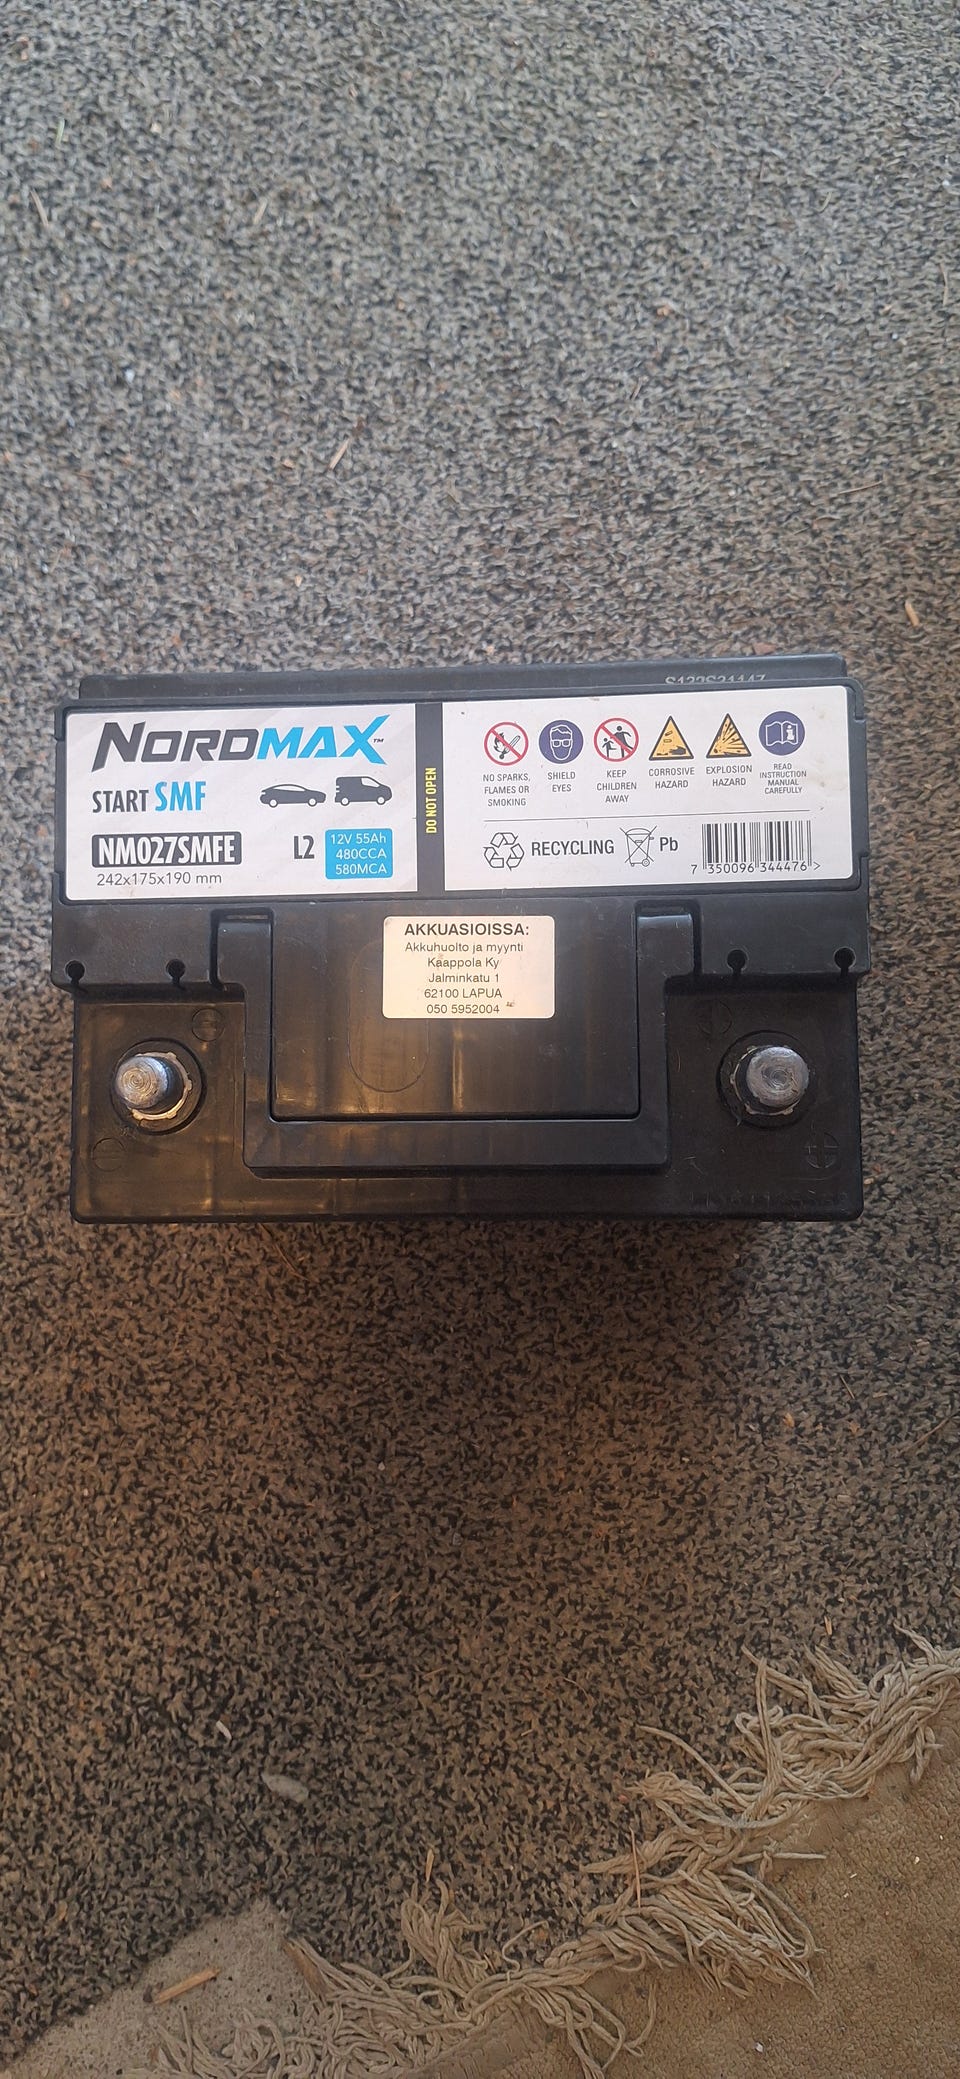 NORDMAX™
START SMF
NM027SMFE
242x175x190 mm
L2
12V 55Ah
480CCA
580MCA
DO NOT OPEN
NO SPARKS,
FLAMES OR
SMOKING
SHIELD
EYES
KEEP
CHILDREN
AWAY
CORROSIVE
HAZARD
EXPLOSION
HAZARD
READ
INSTRUCTION
MANUAL
CAREFULLY
RECYCLING
Pb
7 350096 344476 >
AKKUASIOISSA:
Akkuhuolto ja myynti
Kaappola Ky
Jalminkatu 1
62100 LAPUA
050 5952004